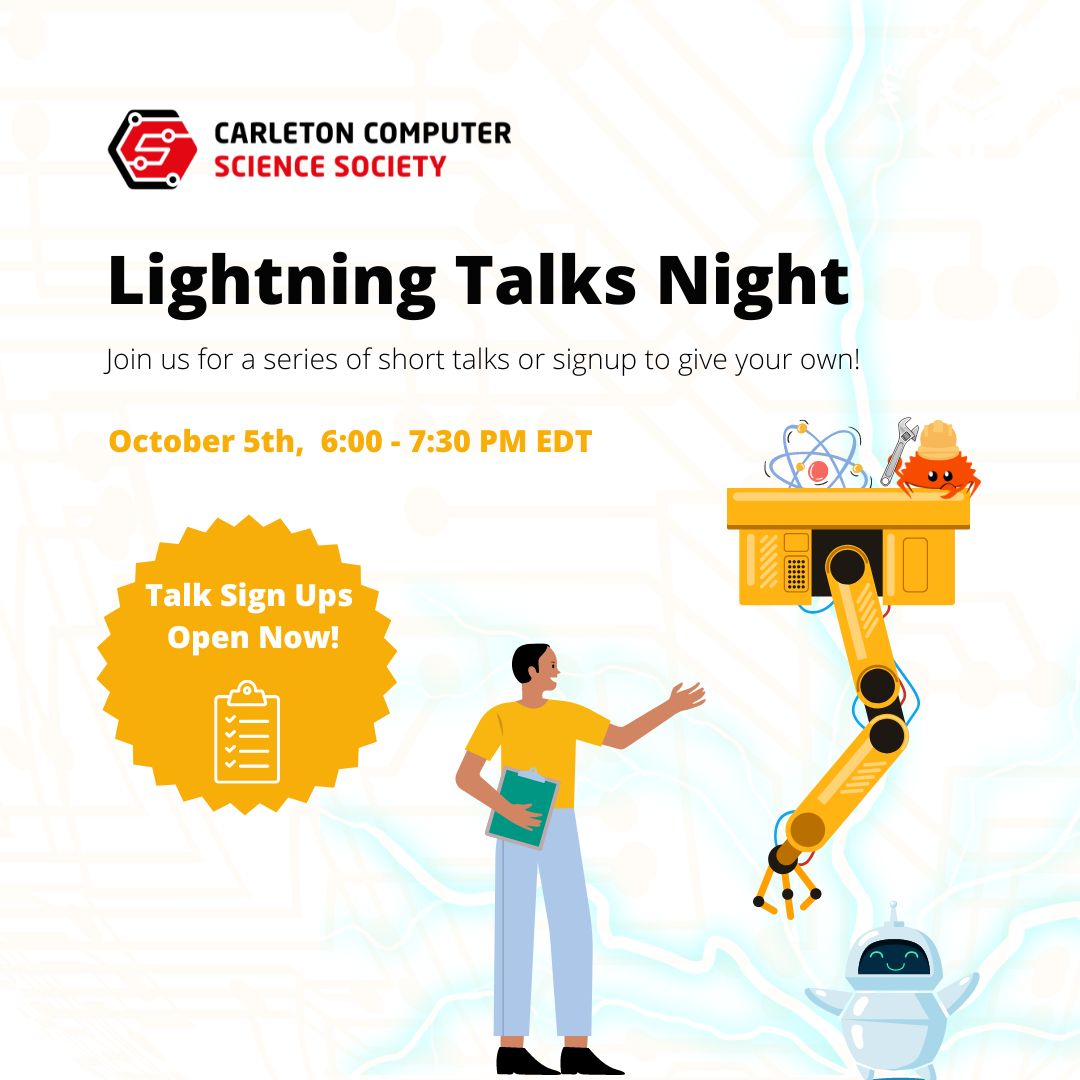 CARLETON COMPUTER
SCIENCE SOCIETY
Lightning Talks Night
Join us for a series of short talks or signup to give your own!
October 5th, 6:00 - 7:30 PM EDT
Talk Sign Ups
Open Now!